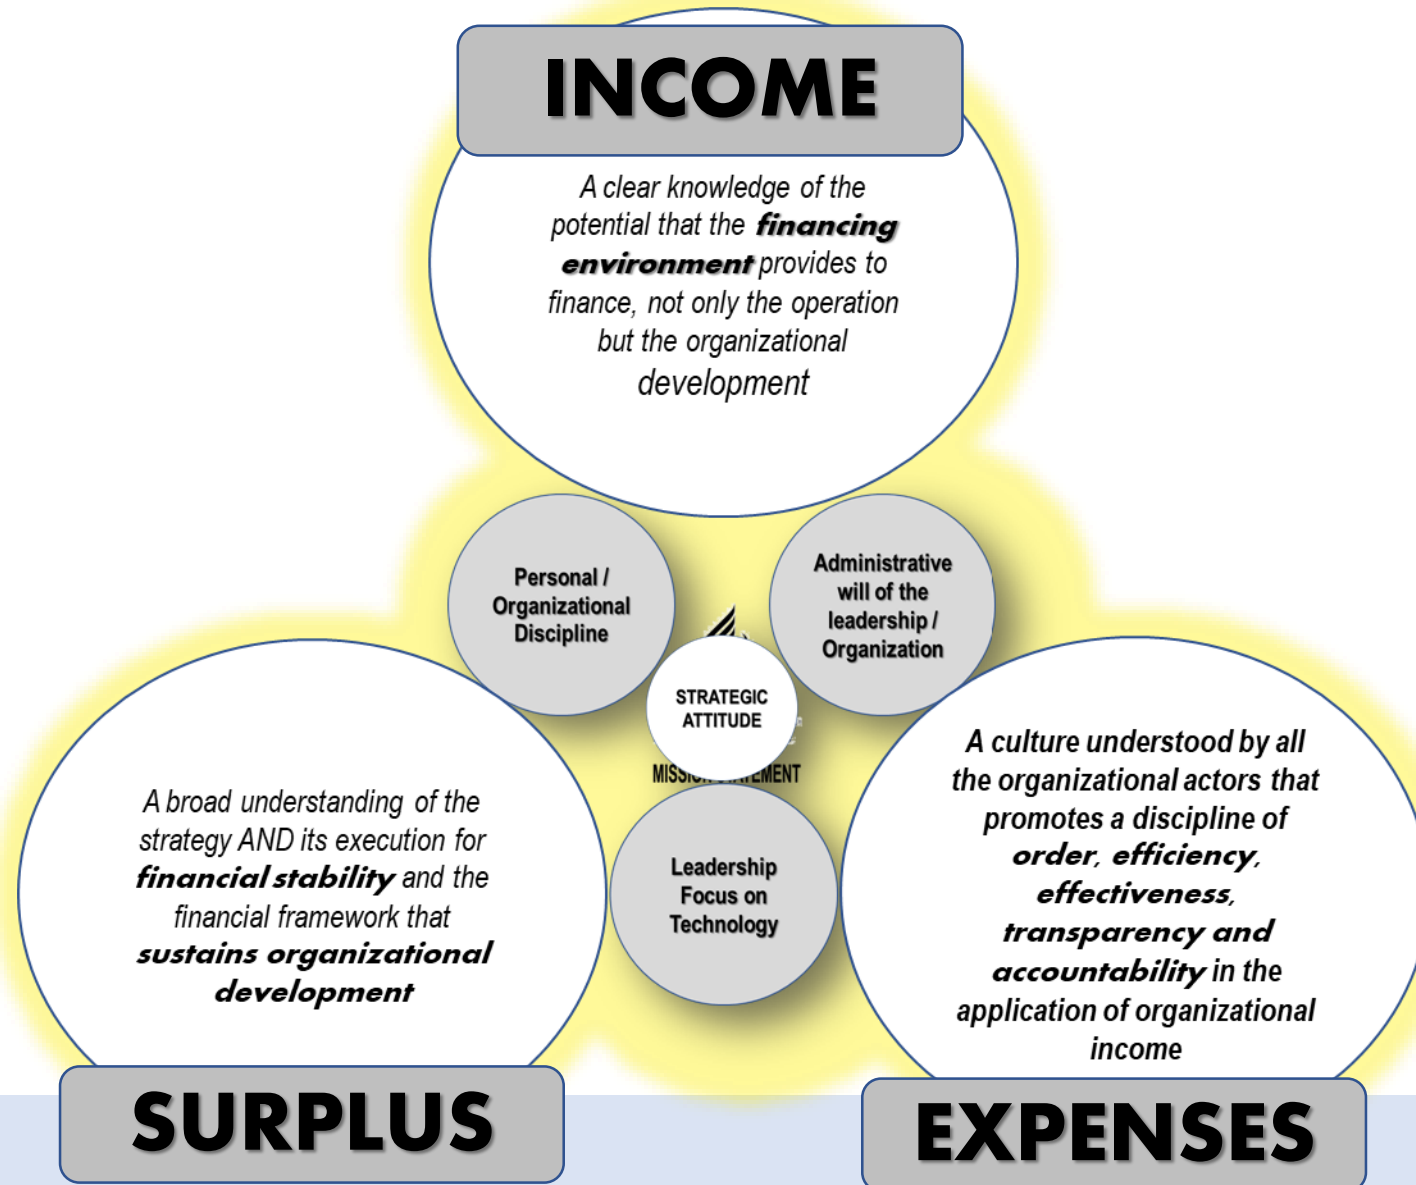 INCOME
A clear knowledge of the
potential that the financing
environment provides to
finance, not only the operation
but the organizational
development
Personal /
Organizational
Discipline
Administrative
will of the
leadership /
Organization
STRATEGIC
ATTITUDE
MISSION STATEMENT
Leadership
Focus on
Technology
A broad understanding of the
strategy AND its execution for
financial stability and the
financial framework that
sustains organizational
development
SURPLUS
A culture understood by all
the organizational actors that
promotes a discipline of
order, efficiency,
effectiveness,
transparency and
accountability in the
application of organizational
income
EXPENSES